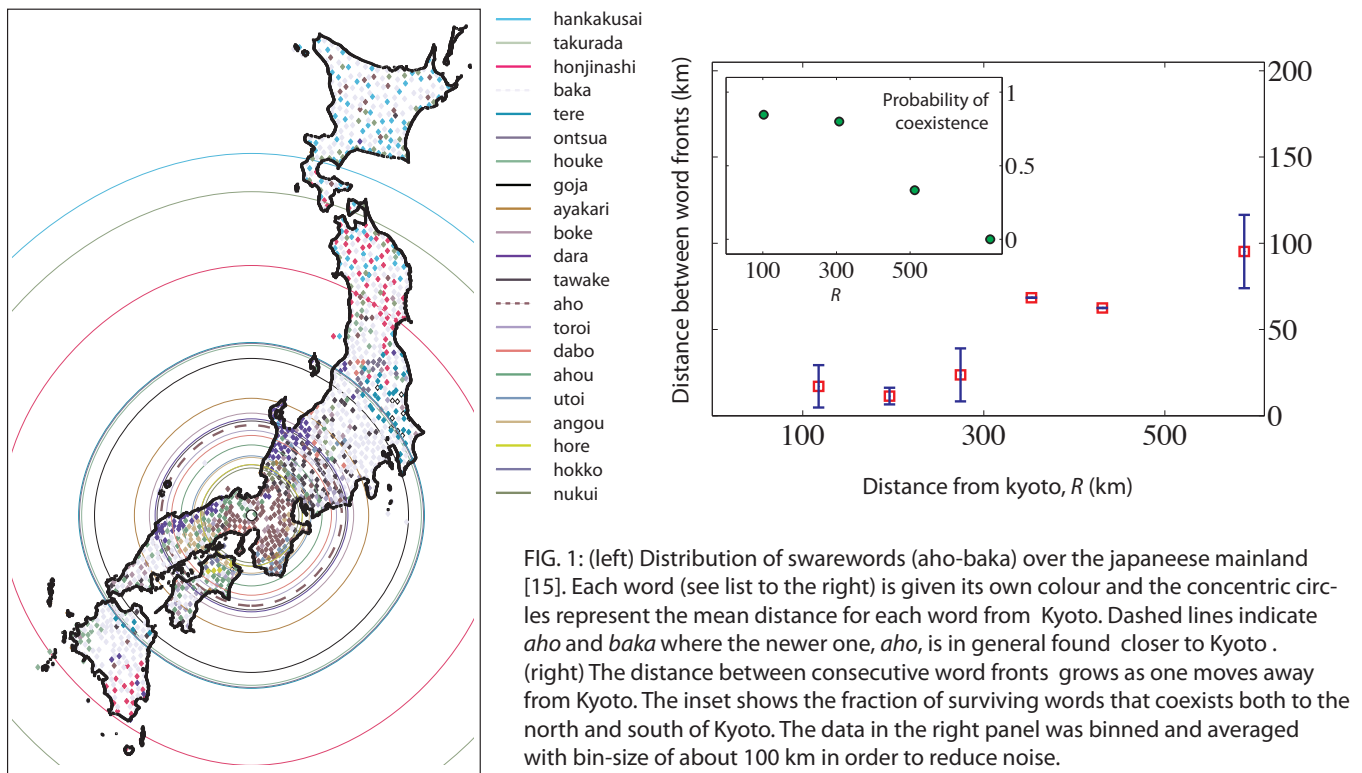 hankakusai
takurada
honjinashi
baka
tere
ontsua
houke
goja
ayakari
boke
dara
tawake
aho
toroi
dabo
ahou
utoi
angou
hore
hokko
nukui
Distance between word fronts (km)
200
150
100
50
0
100
300
500
Distance from kyoto, R (km)
Probability of
coexistence
1
0.5
0
100
300
500
R
FIG. 1: (left) Distribution of swarewords (aho-baka) over the japaneese mainland
[15]. Each word (see list to the right) is given its own colour and the concentric cir-
cles represent the mean distance for each word from Kyoto. Dashed lines indicate
aho and baka where the newer one, aho, is in general found closer to Kyoto .
(right) The distance between consecutive word fronts grows as one moves away
from Kyoto. The inset shows the fraction of surviving words that coexists both to the
north and south of Kyoto. The data in the right panel was binned and averaged
with bin-size of about 100 km in order to reduce noise.